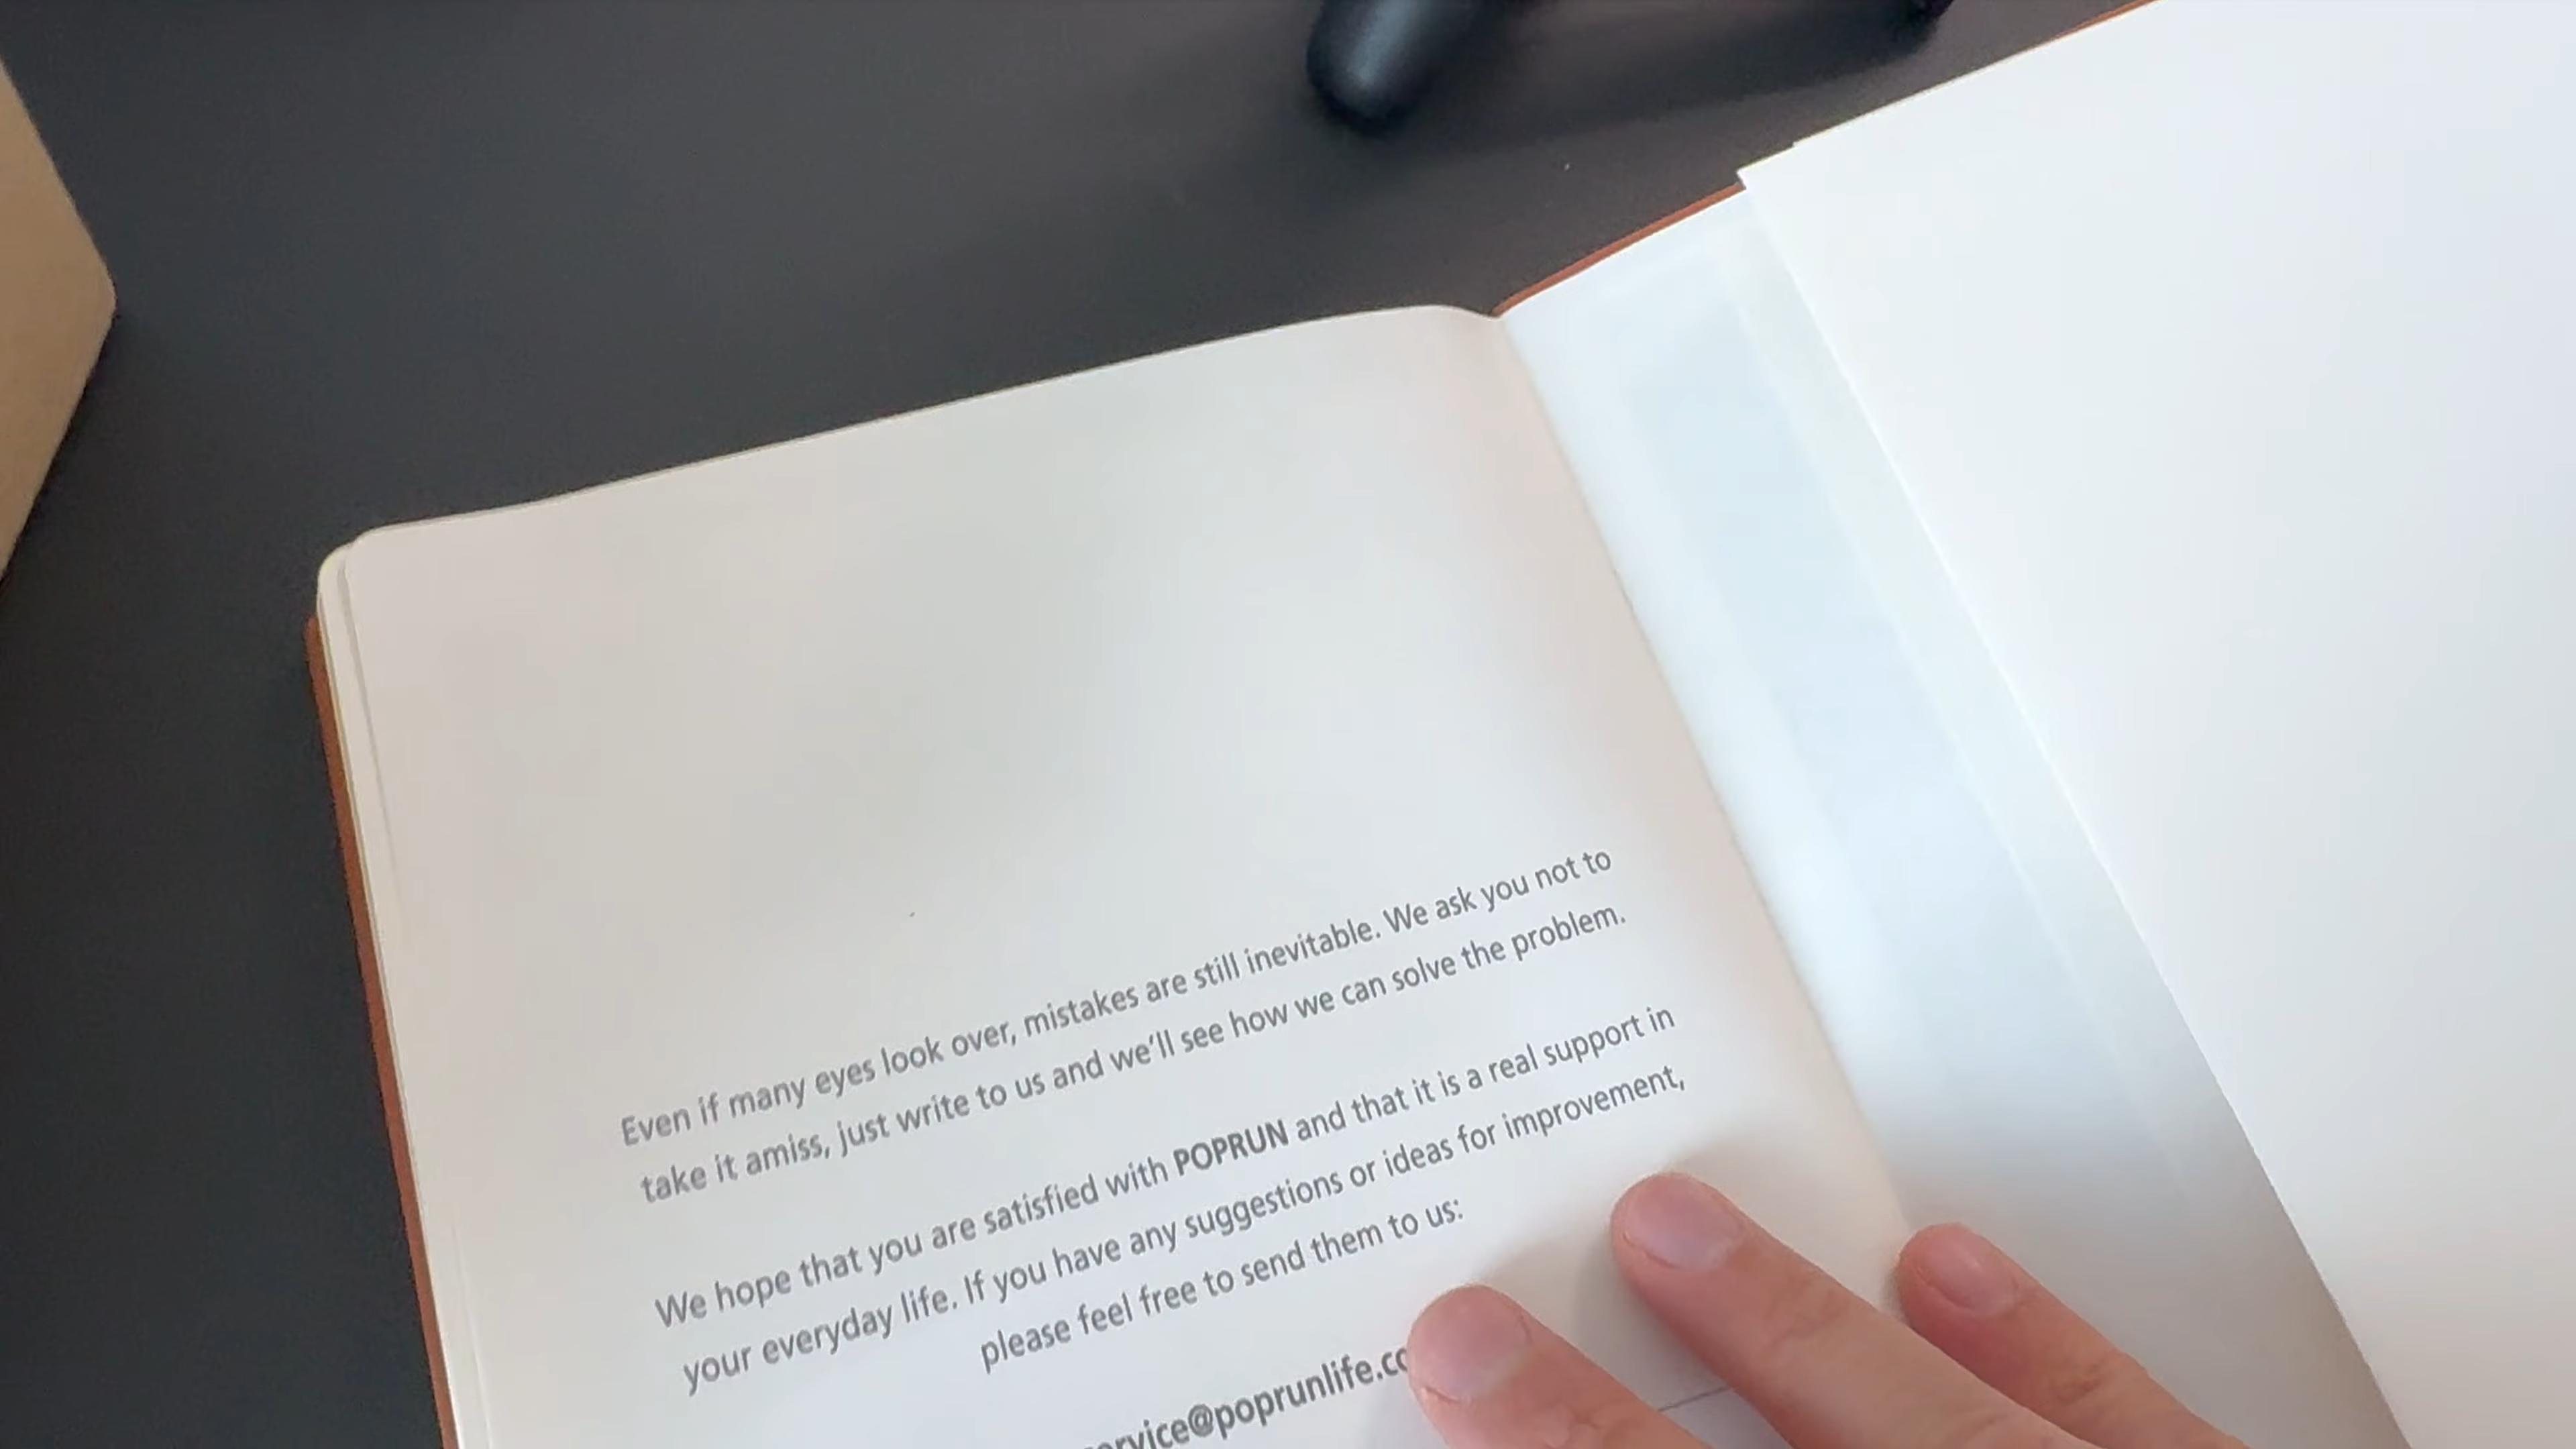 Even if many eyes look over, mistakes are still inevitable. We ask you not to
take it amiss, just write to us and we'll see how we can solve the problem.
We hope that you are satisfied with POPRUN and that it is a real support in
your everyday life. If you have any suggestions or ideas for improvement,
please feel free to send them to us: